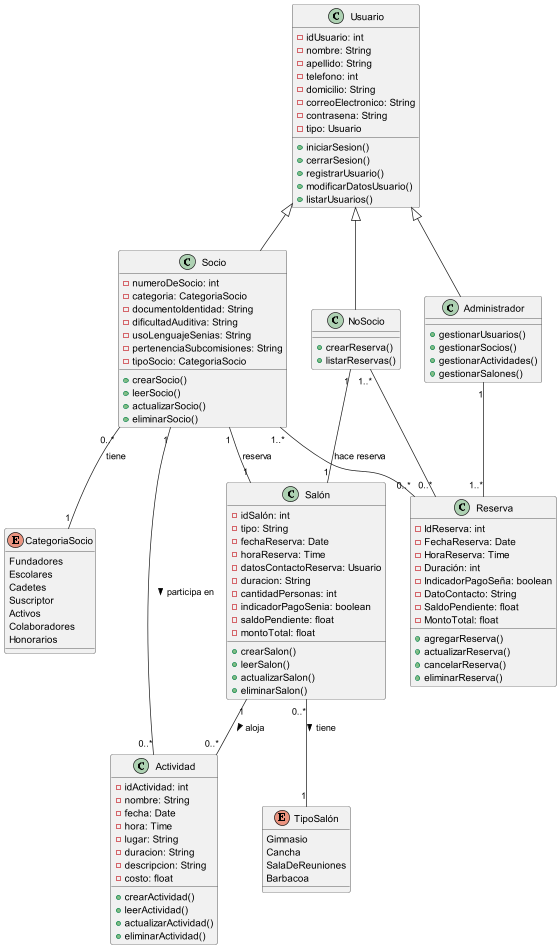 C Usuario
idUsuario: int
nombre: String
apellido: String
telefono: int
domicilio: String
correoElectronico: String
contrasena: String
tipo: Usuario
iniciarSesion()
cerrarSesion()
registrarUsuario()
modificarDatosUsuario()
listarUsuarios()
C Socio
numeroDeSocio: int
categoria: CategoriaSocio
documentoIdentidad: String
dificultadAuditiva: String
usoLenguajeSenias: String
pertenenciaSubcomisiones: String
tipoSocio: CategoriaSocio
crearSocio()
leerSocio()
actualizarSocio()
eliminarSocio()
C NoSocio
crearReserva()
listarReservas()
C Administrador
gestionarUsuarios()
gestionarSocios()
gestionarActividades()
gestionarSalones()
0..*
1
1
1..*
1
1..*
1
tiene
reserva
hace reserva
1
1
1
0..*
0..*
1..*
E CategoriaSocio
Fundadores
Escolares
Cadetes
Suscriptor
Activos
Colaboradores
Honorarios
participa en
C Salón
idSalón: int
tipo: String
fechaReserva: Date
horaReserva: Time
datosContactoReserva: Usuario
duracion: String
cantidadPersonas: int
indicadorPagoSenia: boolean
saldoPendiente: float
montoTotal: float
crearSalon()
leerSalon()
actualizarSalon()
eliminarSalon()
C Reserva
IdReserva: int
FechaReserva: Date
HoraReserva: Time
Duración: int
IndicadorPagoSeña: boolean
DatoContacto: String
SaldoPendiente: float
MontoTotal: float
agregarReserva()
actualizarReserva()
cancelarReserva()
eliminarReserva()
1
0..*
aloja
tiene
0..*
0..*
1
C Actividad
idActividad: int
nombre: String
fecha: Date
hora: Time
lugar: String
duracion: String
descripcion: String
costo: float
crearActividad()
leerActividad()
actualizarActividad()
eliminarActividad()
E TipoSalón
Gimnasio
Cancha
SalaDeReuniones
Barbacoa